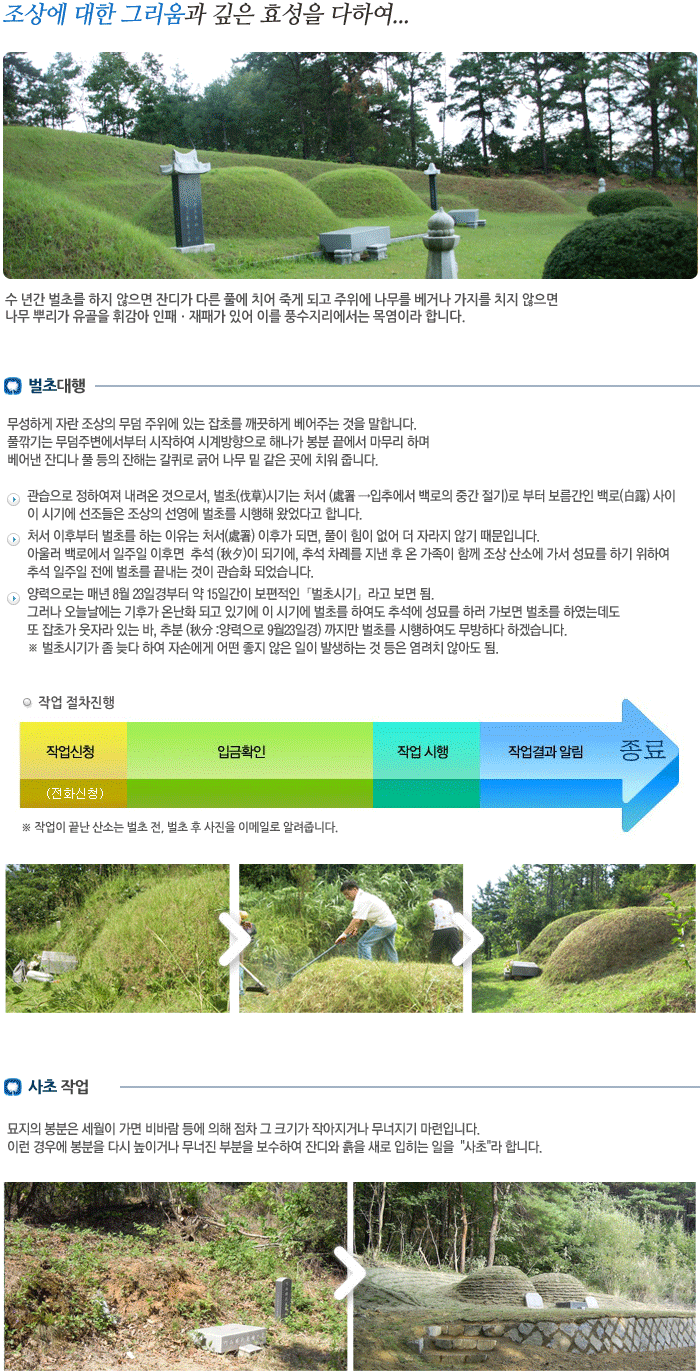 조상에 대한 그리움과 깊은 효성을 다하여...
수 년간 벌초를 하지 않으면 잔디가 다른 풀에 치어 죽게 되고 주위에 나무를 베거나 가지를 치지 않으면
나무 뿌리가 유골을 휘감아 인패 · 재패가 있어 이를 풍수지리에서는 목염이라 합니다.
벌초대행
무성하게 자란 조상의 무덤 주위에 있는 잡초를 깨끗하게 베어주는 것을 말합니다.
풀깎기는 무덤주변에서부터 시작하여 시계방향으로 해나가 봉분 끝에서 마무리 하며
베어낸 잔디나 풀 등의 잔해는 갈퀴로 긁어 나무 밑 같은 곳에 치워 줍니다.
관습으로 정하여져 내려온 것으로서, 벌초(伐草)시기는 처서 (處署 →입추에서 백로의 중간 절기)로 부터 보름간인 백로(白露) 사이
이 시기에 선조들은 조상의 선영에 벌초를 시행해 왔었다고 합니다.
처서 이후부터 벌초를 하는 이유는 처서(處署) 이후가 되면, 풀이 힘이 없어 더 자라지 않기 때문입니다.
아울러 백로에서 일주일 이후면 추석 (秋夕)이 되기에, 추석 차례를 지낸 후 온 가족이 함께 조상 산소에 가서 성묘를 하기 위하여
추석 일주일 전에 벌초를 끝내는 것이 관습화 되었습니다.
양력으로는 매년 8월 23일경부터 약 15일간이 보편적인「벌초시기」라고 보면 됨.
그러나 오늘날에는 기후가 온난화 되고 있기에 이 시기에 벌초를 하여도 추석에 성묘를 하러 가보면 벌초를 하였는데도
또 잡초가 웃자라 있는 바, 추분 (秋分 :양력으로 9월23일경) 까지만 벌초를 시행하여도 무방하다 하겠습니다.
※ 벌초시기가 좀 늦다 하여 자손에게 어떤 좋지 않은 일이 발생하는 것 등은 염려치 않아도 됨.
작업 절차진행
작업신청 입금확인 작업 시행 작업결과 알림 종료
(전화신청)
※ 작업이 끝난 산소는 벌초 전, 벌초 후 사진을 이메일로 알려줍니다.
사초 작업
묘지의 봉분은 세월이 가면 비바람 등에 의해 점차 그 크기가 작아지거나 무너지기 마련입니다.
이런 경우에 봉분을 다시 높이거나 무너진 부분을 보수하여 잔디와 흙을 새로 입히는 일을 "사초"라 합니다.